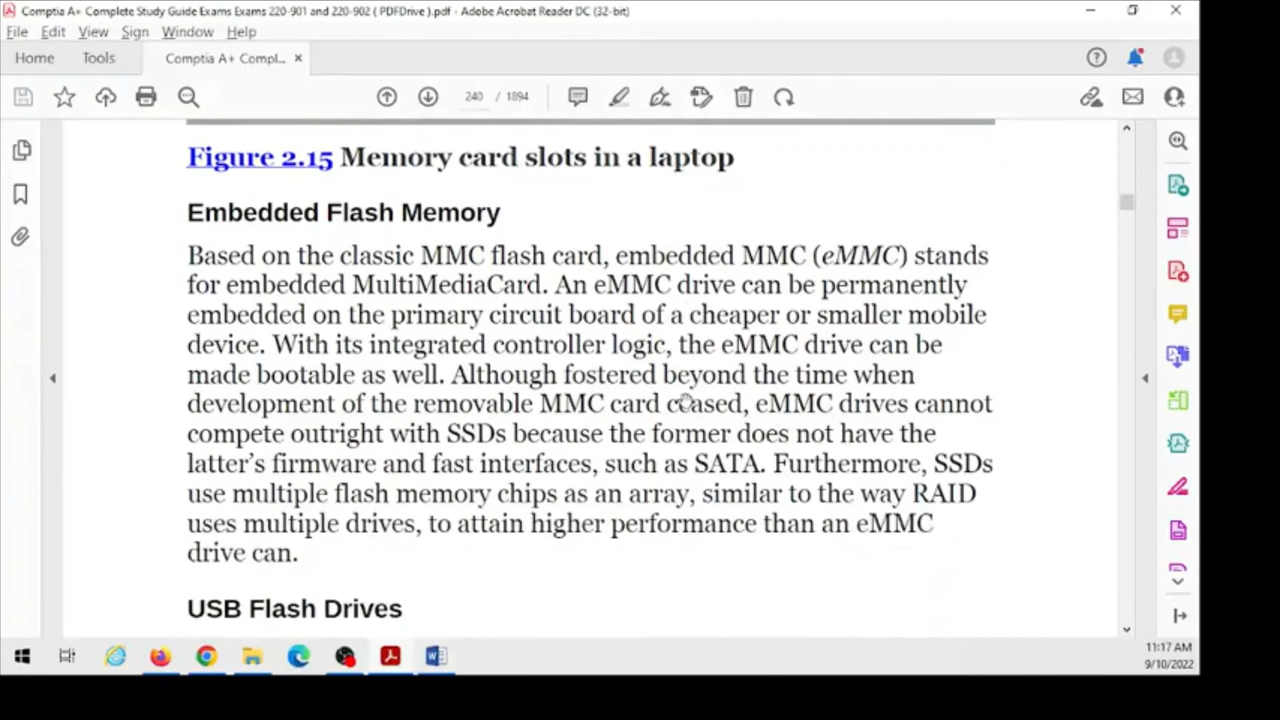 Comptia A+ Complete Study Guide Exams Exams 220-901 and 220-902 ( PDFDrive ).pdf - Adobe Acrobat Reader DC (32-bit)
File Edit View Sign Window Help
Home Tools Comptia A+ Compl... ×
240 / 1894
Figure 2.15 Memory card slots in a laptop
Embedded Flash Memory
Based on the classic MMC flash card, embedded MMC (eMMC) stands
for embedded MultiMediaCard. An eMMC drive can be permanently
embedded on the primary circuit board of a cheaper or smaller mobile
device. With its integrated controller logic, the eMMC drive can be
made bootable as well. Although fostered beyond the time when
development of the removable MMC card ceased, eMMC drives cannot
compete outright with SSDs because the former does not have the
latter's firmware and fast interfaces, such as SATA. Furthermore, SSDs
use multiple flash memory chips as an array, similar to the way RAID
uses multiple drives, to attain higher performance than an eMMC
drive can.
USB Flash Drives
11:17 AM
9/10/2022